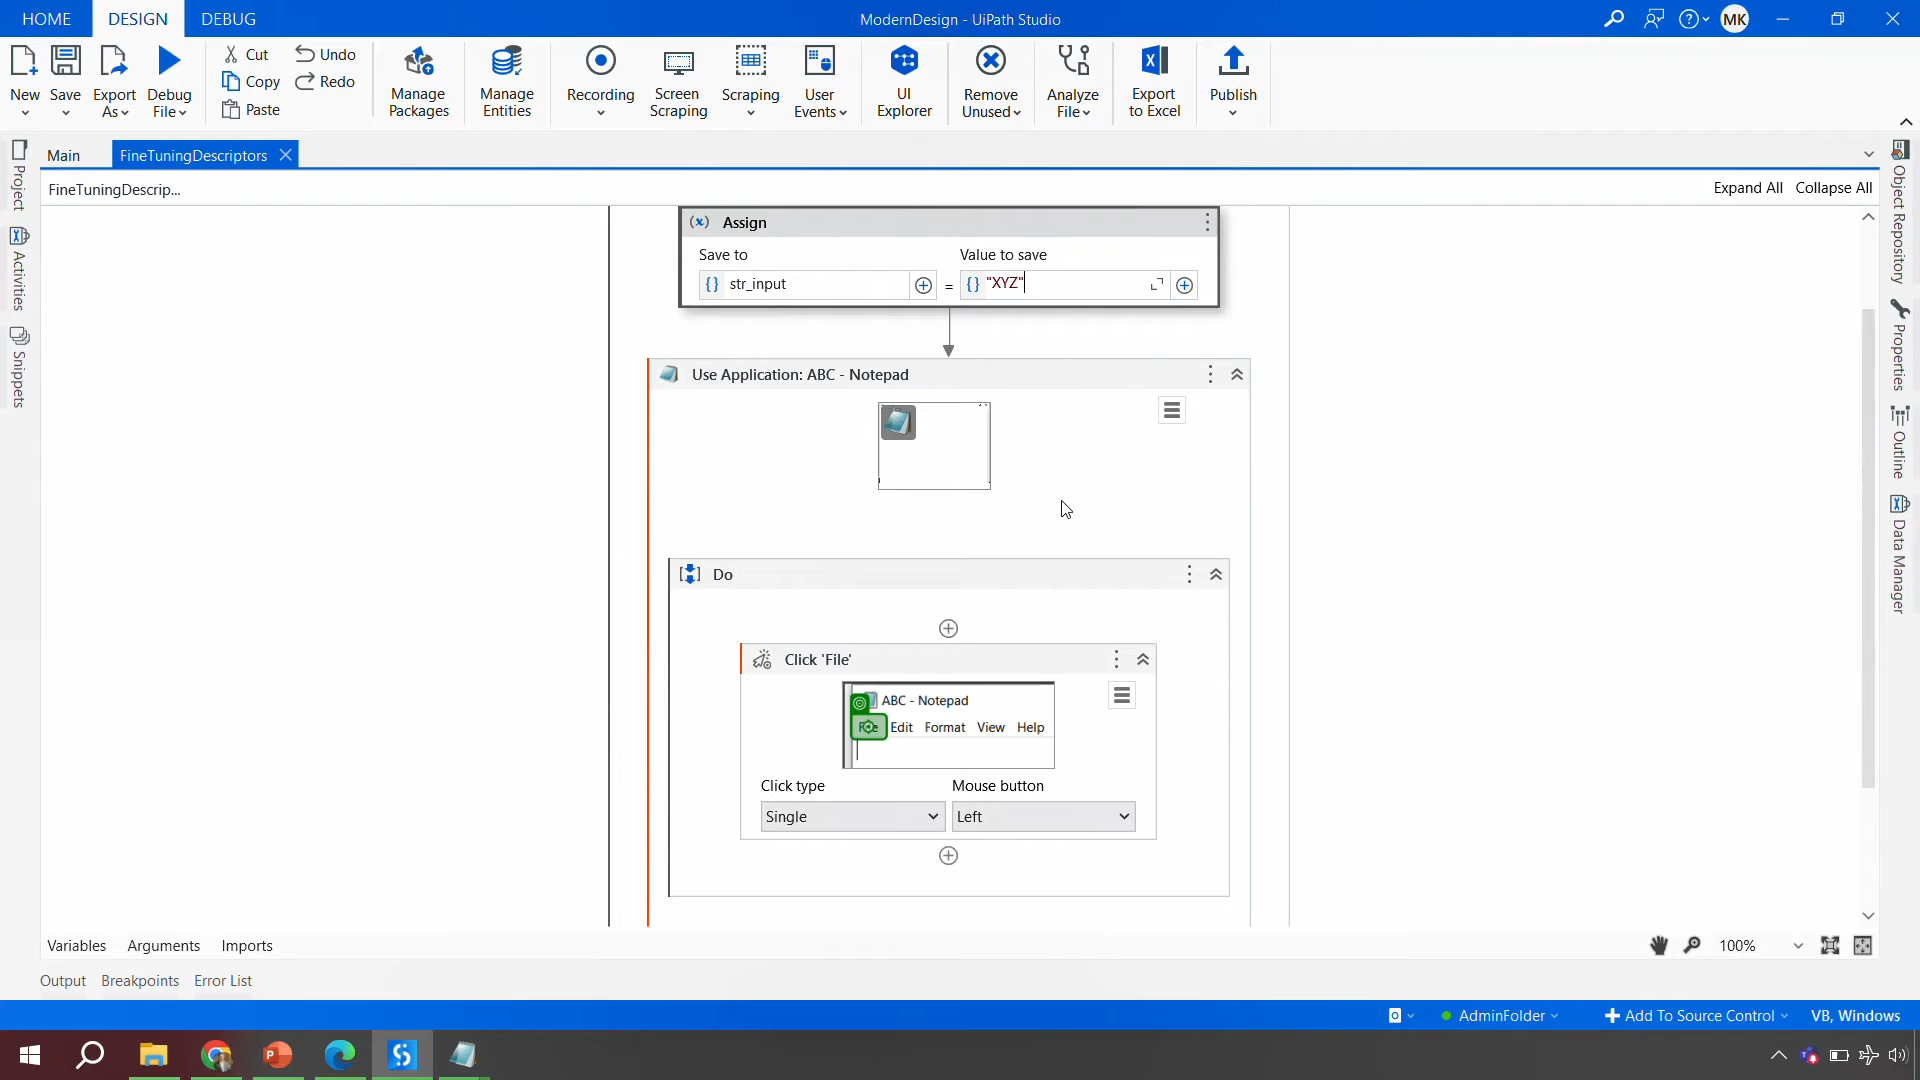 HOME DESIGN DEBUG ModernDesign - UiPath Studio MK
New Save Export As Debug File Cut Copy Paste Undo Redo Manage Packages Manage Entities Recording Screen Scraping Scraping User Events UI Explorer Remove Unused Analyze File Export to Excel Publish
Main FineTuningDescriptors
FineTuningDescrip... Expand All Collapse All
Project
Activities
Snippets
Assign
Save to Value to save
str_input = "XYZ"
Use Application: ABC - Notepad
Do
Click 'File'
ABC - Notepad
File Edit Format View Help
Click type Mouse button
Single Left
Object Repository
Properties
Outline
Data Manager
Variables Arguments Imports 100%
Output Breakpoints Error List
AdminFolder Add To Source Control VB, Windows